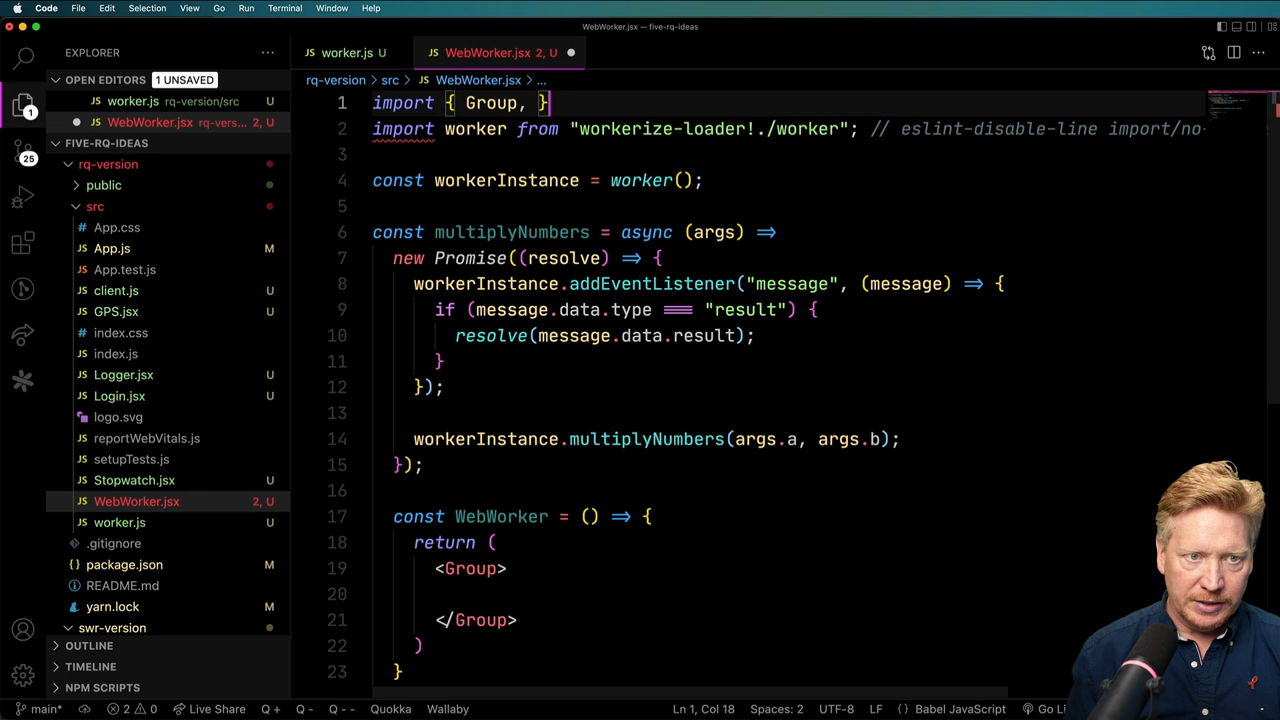 Code File Edit Selection View Go Run Terminal Window Help
WebWorker.jsx — five-rq-ideas
EXPLORER
JS worker.js U
JS WebWorker.jsx 2, U
rq-version > src > JS WebWorker.jsx > ...
OPEN EDITORS 1 UNSAVED
JS worker.js rq-version/src U
JS WebWorker.jsx rq-vers... 2, U
FIVE-RQ-IDEAS
rq-version
public
src
# App.css
JS App.js M
JS App.test.js
JS client.js U
JS GPS.jsx U
# index.css
JS index.js
JS Logger.jsx U
JS Login.jsx U
logo.svg
JS reportWebVitals.js
JS setupTests.js
JS Stopwatch.jsx U
JS WebWorker.jsx 2, U
JS worker.js U
.gitignore
{} package.json M
README.md
yarn.lock M
swr-version
OUTLINE
TIMELINE
NPM SCRIPTS
1
25
1 import { Group, }
2 import worker from "workerize-loader!./worker"; // eslint-disable-line import/no-
3
4 const workerInstance = worker();
5
6 const multiplyNumbers = async (args) =>
7 new Promise((resolve) => {
8 workerInstance.addEventListener("message", (message) => {
9 if (message.data.type === "result") {
10 resolve(message.data.result);
11 }
12 });
13
14 workerInstance.multiplyNumbers(args.a, args.b);
15 });
16
17 const WebWorker = () => {
18 return (
19 <Group>
20
21 </Group>
22 )
23 }
main* 2 0 Live Share Q + Q - Q -- Quokka Wallaby Ln 1, Col 18 Spaces: 2 UTF-8 LF {} Babel JavaScript Go Li